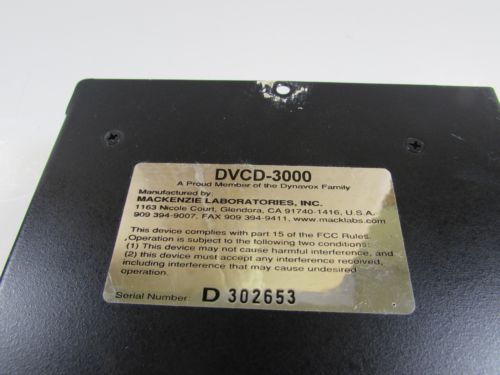 DVCD-3000
A Proud Member of the Dynavox Family
Manufactured by:
MACKENZIE LABORATORIES, INC.
1163 Nicole Court, Glendora, CA 91740-1416, U.S.A.
909 394-9007, FAX 909 394-9411, www.macklabs.com
This device complies with part 15 of the FCC Rules.
Operation is subject to the following two conditions:
(1) This device may not cause harmful interference, and
(2) this device must accept any interference received,
including interference that may cause undesired
operation.
Serial Number: D 302653